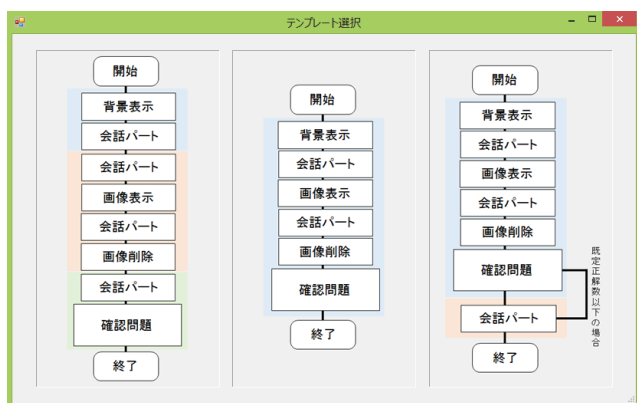 テンプレート選択
開始
背景表示
会話パート
会話パート
画像表示
会話パート
画像削除
会話パート
確認問題
終了
開始
背景表示
会話パート
画像表示
会話パート
画像削除
確認問題
終了
開始
背景表示
会話パート
画像表示
会話パート
画像削除
確認問題
会話パート
終了
既定正解数以下の場合